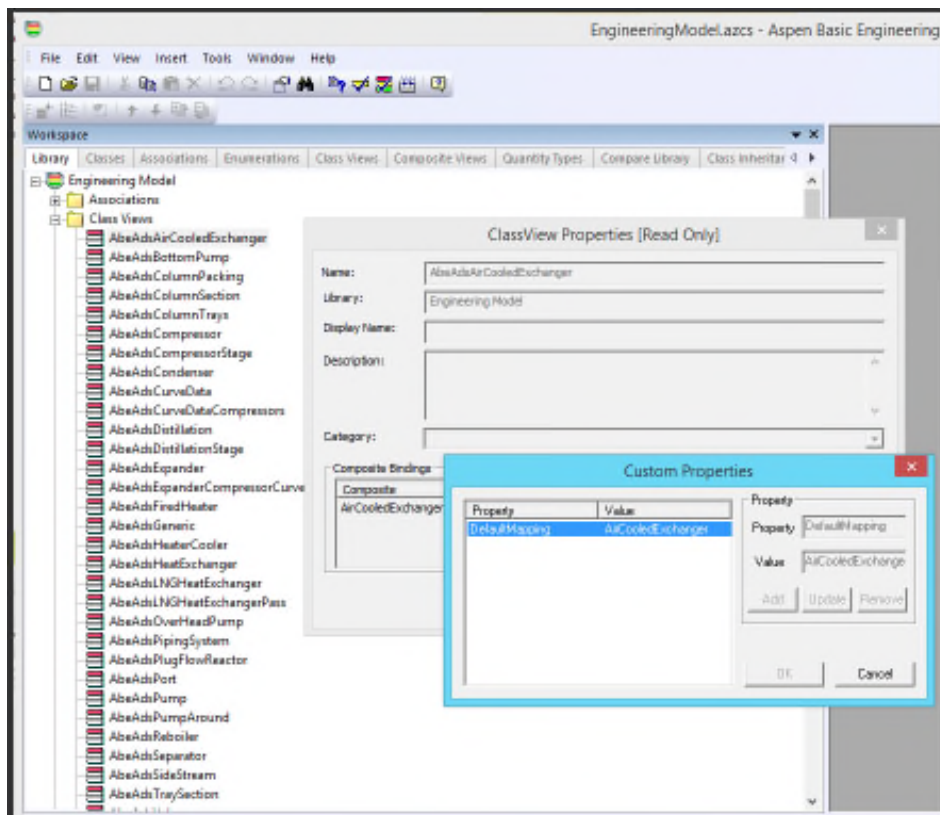 EngineeringModel.azcs - Aspen Basic Engineering
File Edit View Insert Tools Window Help
Workspace
Library Classes Associations Enumerations Class Views Composite Views Quantity Types Compare Library Class Inheritar
Engineering Model
Associations
Class Views
AbeAdsAirCooledExchanger
AbeAdsBottomPump
AbeAdsColumnPacking
AbeAdsColumnSection
AbeAdsColumnTrays
AbeAdsCompressor
AbeAdsCompressorStage
AbeAdsCondenser
AbeAdsCurveData
AbeAdsCurveDataCompressors
AbeAdsDistillation
AbeAdsDistillationStage
AbeAdsExpander
AbeAdsExpanderCompressorCurve
AbeAdsFiredHeater
AbeAdsGeneric
AbeAdsHeaterCooler
AbeAdsHeatExchanger
AbeAdsLNGHeatExchanger
AbeAdsLNGHeatExchangerPass
AbeAdsOverHeadPump
AbeAdsPipingSystem
AbeAdsPlugFlowReactor
AbeAdsPort
AbeAdsPump
AbeAdsPumpAround
AbeAdsReboiler
AbeAdsSeparator
AbeAdsSideStream
AbeAdsTraySection
ClassView Properties [Read Only]
Name: AbeAdsAirCooledExchanger
Library: Engineering Model
Display Name:
Description:
Category:
Composite Bindings
Composite
AirCooledExchanger
Custom Properties
Property Value
DefaultMapping AirCooledExchanger
Property
Property DefaultMapping
Value AirCooledExchange
Add Update Remove
OK Cancel